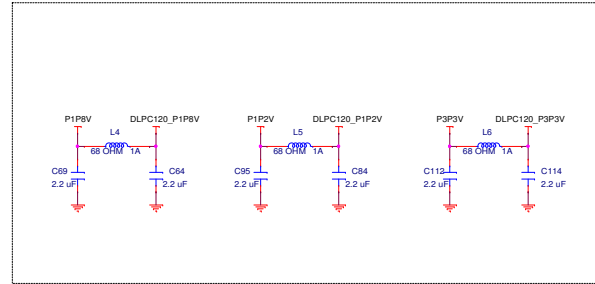 P1P8V DLPC120_P1P8V
L4
68 OHM 1A
C69 C64
2.2 uF 2.2 uF
P1P2V DLPC120_P1P2V
L5
68 OHM 1A
C95 C84
2.2 uF 2.2 uF
P3P3V DLPC120_P3P3V
L6
68 OHM 1A
C112 C114
2.2 uF 2.2 uF